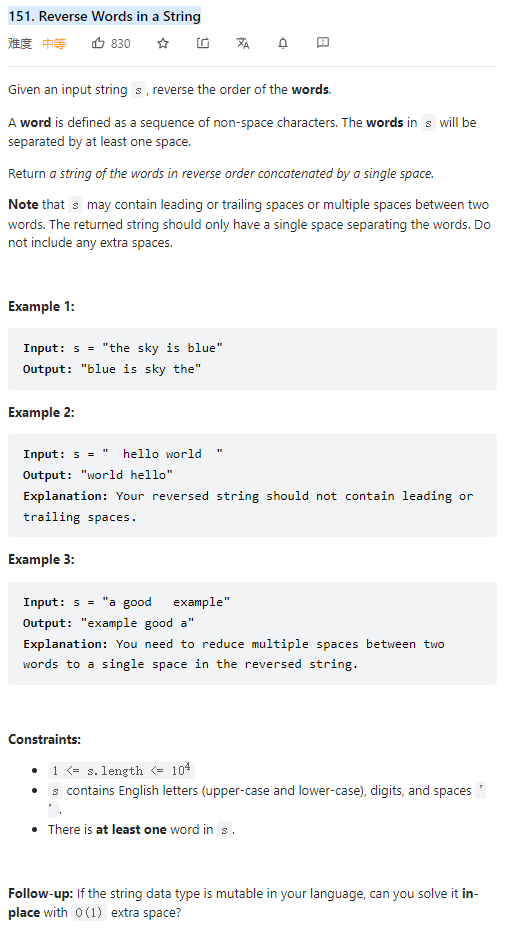 151. Reverse Words in a String
难度 中等 830
Given an input string s , reverse the order of the words.
A word is defined as a sequence of non-space characters. The words in s will be
separated by at least one space.
Return a string of the words in reverse order concatenated by a single space.
Note that s may contain leading or trailing spaces or multiple spaces between two
words. The returned string should only have a single space separating the words. Do
not include any extra spaces.
Example 1:
Input: s = "the sky is blue"
Output: "blue is sky the"
Example 2:
Input: s = "  hello world  "
Output: "world hello"
Explanation: Your reversed string should not contain leading or
trailing spaces.
Example 3:
Input: s = "a good   example"
Output: "example good a"
Explanation: You need to reduce multiple spaces between two
words to a single space in the reversed string.
Constraints:
• 1 <= s.length <= 10⁴
• s contains English letters (upper-case and lower-case), digits, and spaces '
' .
• There is at least one word in s .
Follow-up: If the string data type is mutable in your language, can you solve it in-
place with O(1) extra space?